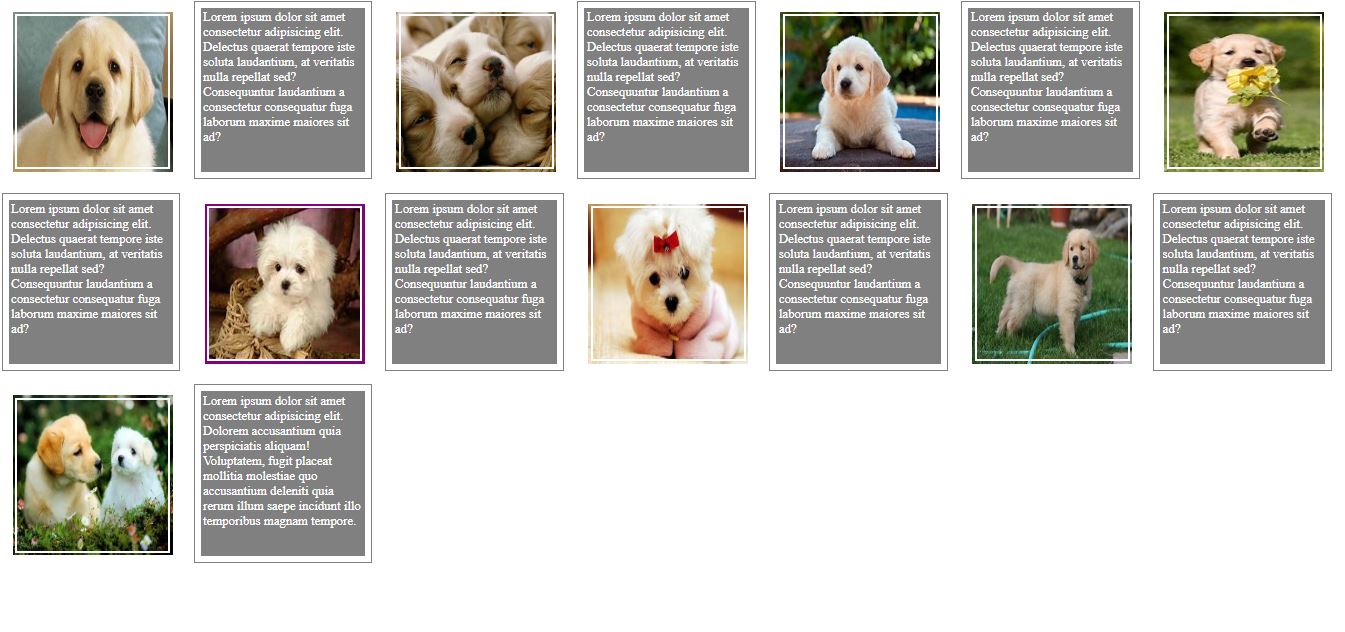 Lorem ipsum dolor sit amet
consectetur adipisicing elit.
Delectus quaerat tempore iste
soluta laudantium, at veritatis
nulla repellat sed?
Consequuntur laudantium a
consectetur consequatur fuga
laborum maxime maiores sit
ad?
Lorem ipsum dolor sit amet
consectetur adipisicing elit.
Delectus quaerat tempore iste
soluta laudantium, at veritatis
nulla repellat sed?
Consequuntur laudantium a
consectetur consequatur fuga
laborum maxime maiores sit
ad?
Lorem ipsum dolor sit amet
consectetur adipisicing elit.
Delectus quaerat tempore iste
soluta laudantium, at veritatis
nulla repellat sed?
Consequuntur laudantium a
consectetur consequatur fuga
laborum maxime maiores sit
ad?
Lorem ipsum dolor sit amet
consectetur adipisicing elit.
Delectus quaerat tempore iste
soluta laudantium, at veritatis
nulla repellat sed?
Consequuntur laudantium a
consectetur consequatur fuga
laborum maxime maiores sit
ad?
Lorem ipsum dolor sit amet
consectetur adipisicing elit.
Delectus quaerat tempore iste
soluta laudantium, at veritatis
nulla repellat sed?
Consequuntur laudantium a
consectetur consequatur fuga
laborum maxime maiores sit
ad?
Lorem ipsum dolor sit amet
consectetur adipisicing elit.
Delectus quaerat tempore iste
soluta laudantium, at veritatis
nulla repellat sed?
Consequuntur laudantium a
consectetur consequatur fuga
laborum maxime maiores sit
ad?
Lorem ipsum dolor sit amet
consectetur adipisicing elit.
Delectus quaerat tempore iste
soluta laudantium, at veritatis
nulla repellat sed?
Consequuntur laudantium a
consectetur consequatur fuga
laborum maxime maiores sit
ad?
Lorem ipsum dolor sit amet
consectetur adipisicing elit.
Dolorem accusantium quia
perspiciatis aliquam!
Voluptatem, fugit placeat
mollitia molestiae quo
accusantium deleniti quia
rerum illum saepe incidunt illo
temporibus magnam tempore.